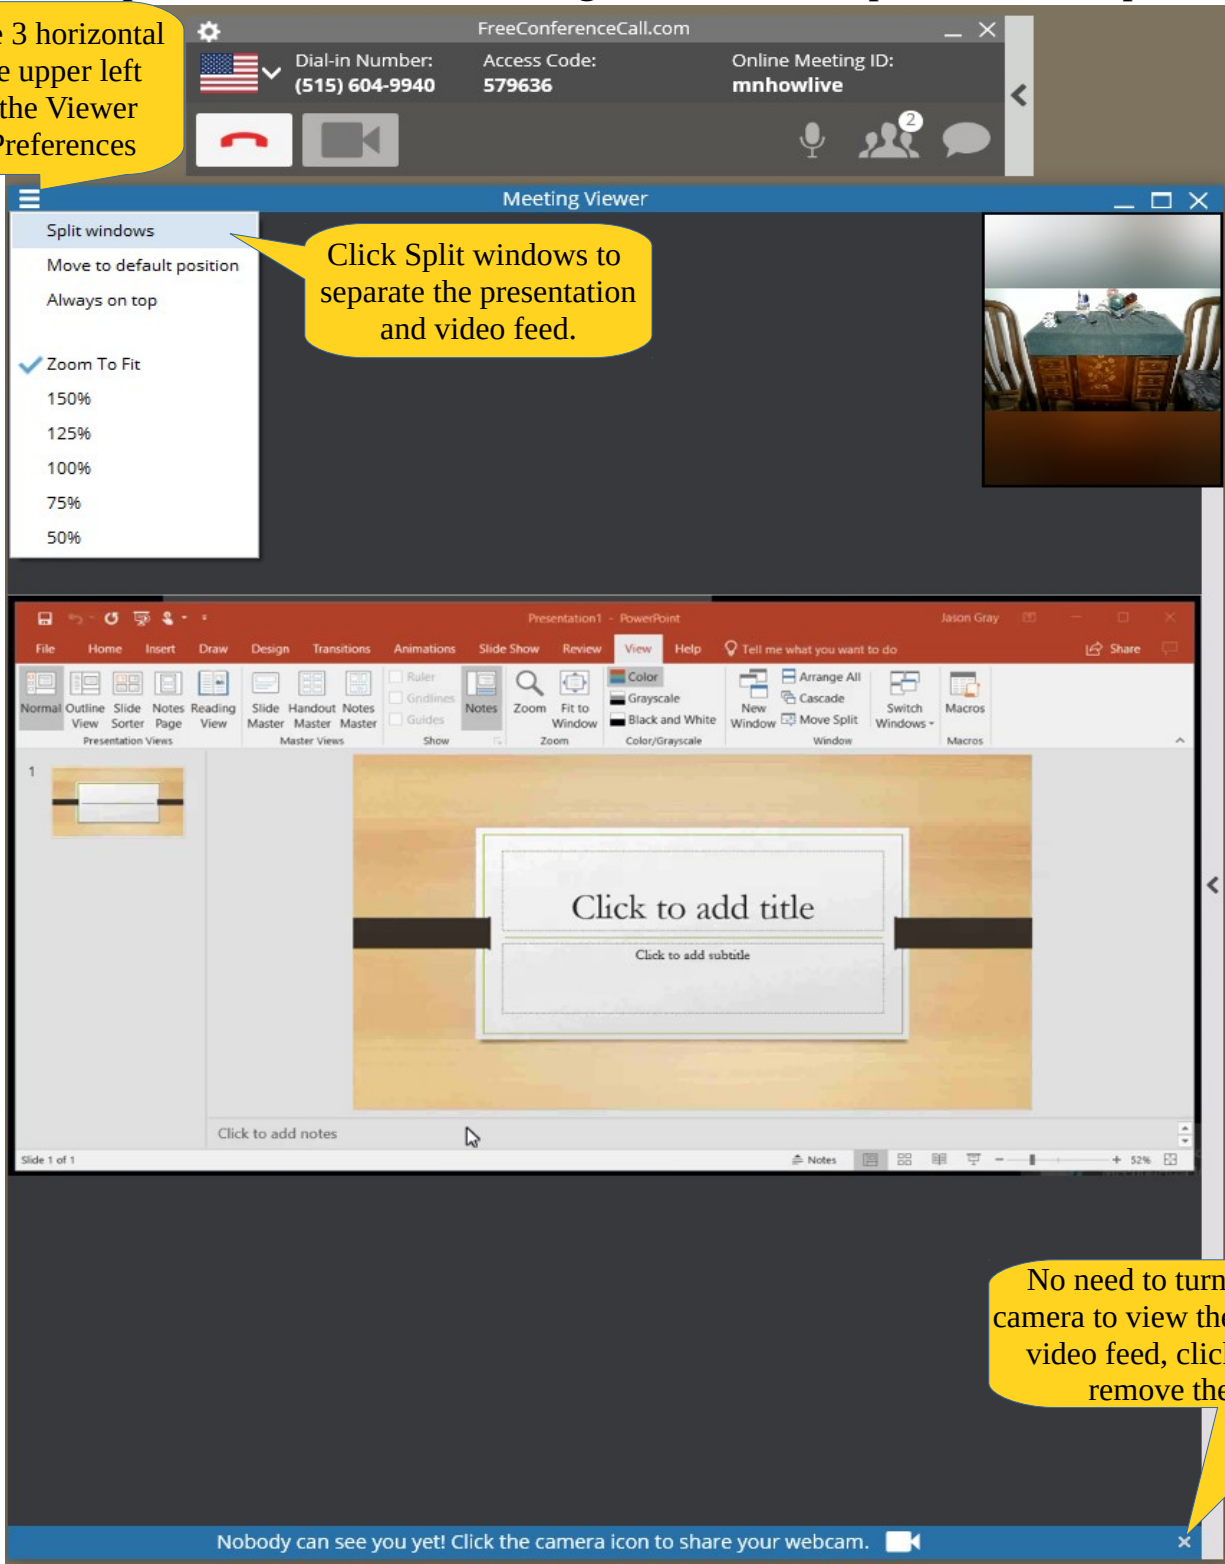 e 3 horizontal
e upper left
the Viewer
Preferences
FreeConferenceCall.com
Dial-in Number:
(515) 604-9940
Access Code:
579636
Online Meeting ID:
mnhowlive
2
Meeting Viewer
Split windows
Move to default position
Always on top
Zoom To Fit
150%
125%
100%
75%
50%
Click Split windows to
separate the presentation
and video feed.
Presentation1 - PowerPoint
Jason Gray
File Home Insert Draw Design Transitions Animations Slide Show Review View Help Tell me what you want to do Share
Normal Outline View Slide Sorter Notes Page Reading View
Presentation Views
Slide Master Handout Master Notes Master
Master Views
Ruler
Gridlines
Guides
Show
Notes
Zoom Fit to Window
Zoom
Color
Grayscale
Black and White
Color/Grayscale
New Window
Arrange All
Cascade
Move Split
Switch Windows
Window
Macros
Macros
1
Click to add title
Click to add subtitle
Click to add notes
Slide 1 of 1
Notes
52%
No need to turn
camera to view the
video feed, clic
remove the
Nobody can see you yet! Click the camera icon to share your webcam.